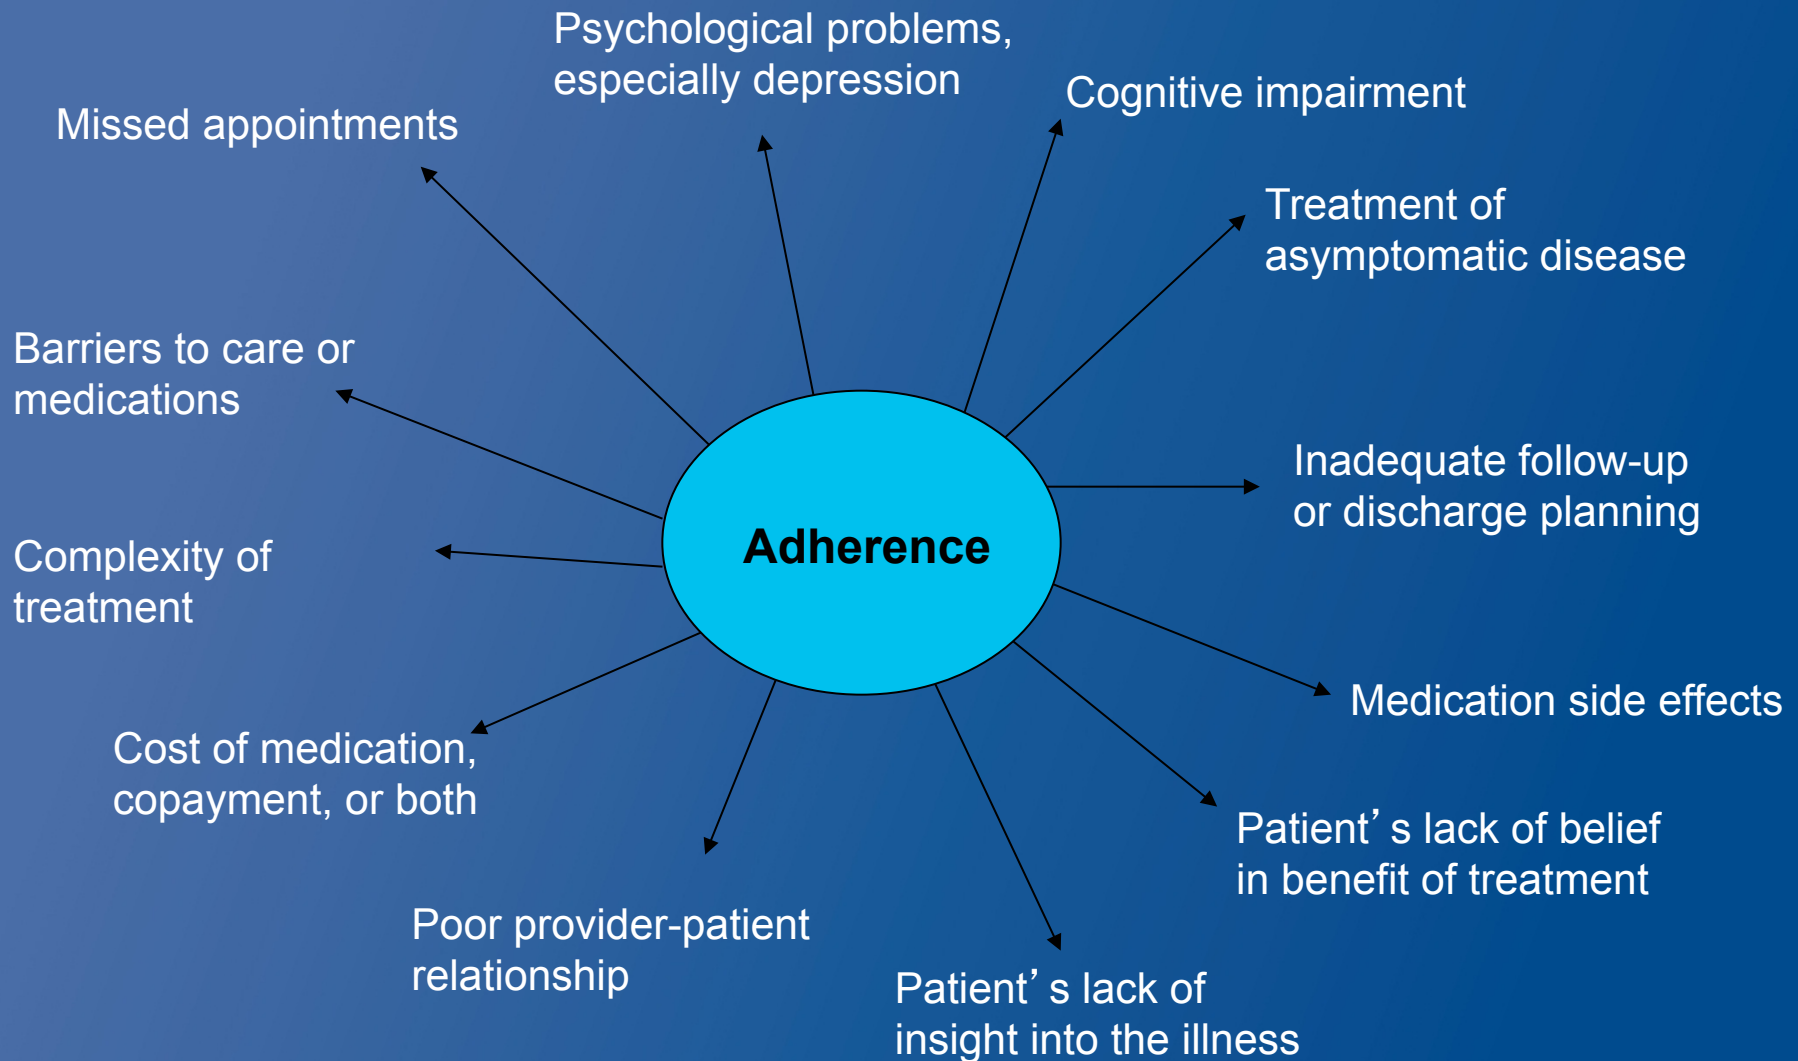 Psychological problems,
especially depression
Cognitive impairment
Missed appointments
Treatment of
asymptomatic disease
Barriers to care or
medications
Inadequate follow-up
or discharge planning
Adherence
Complexity of
treatment
Medication side effects
Cost of medication,
copayment, or both
Patient’s lack of belief
in benefit of treatment
Poor provider-patient
relationship
Patient’s lack of
insight into the illness